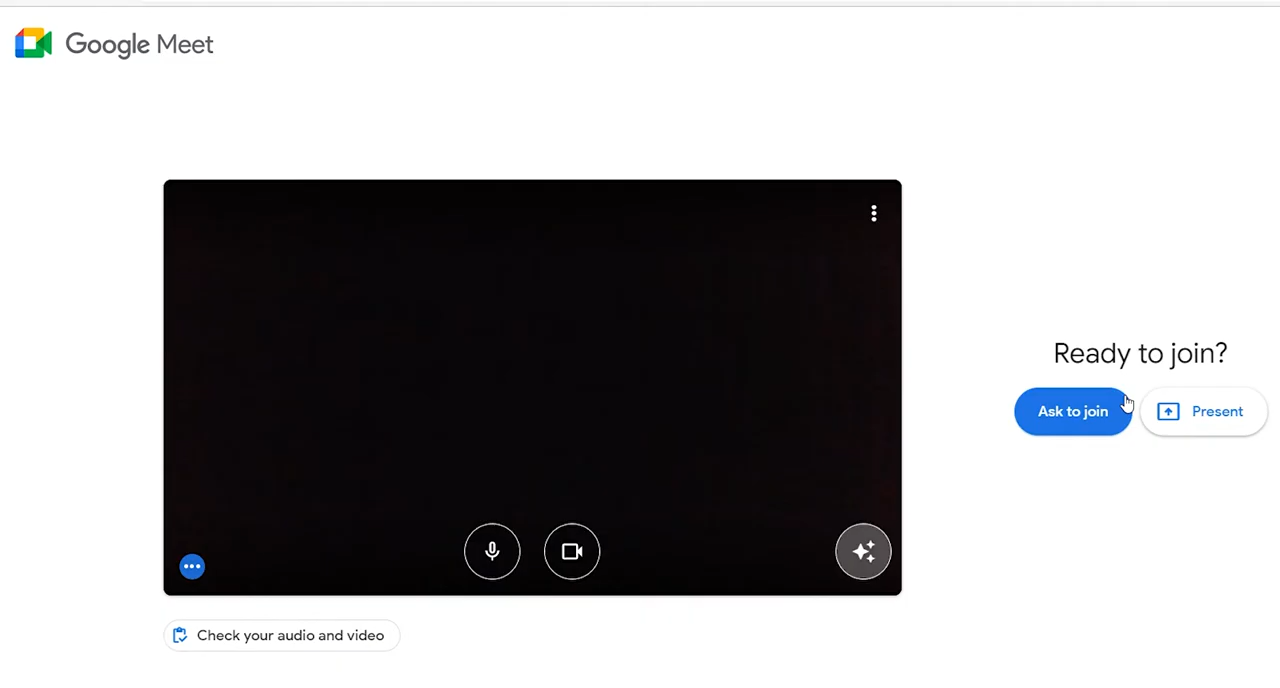 Google Meet
Ready to join?
Ask to join
Present
Check your audio and video